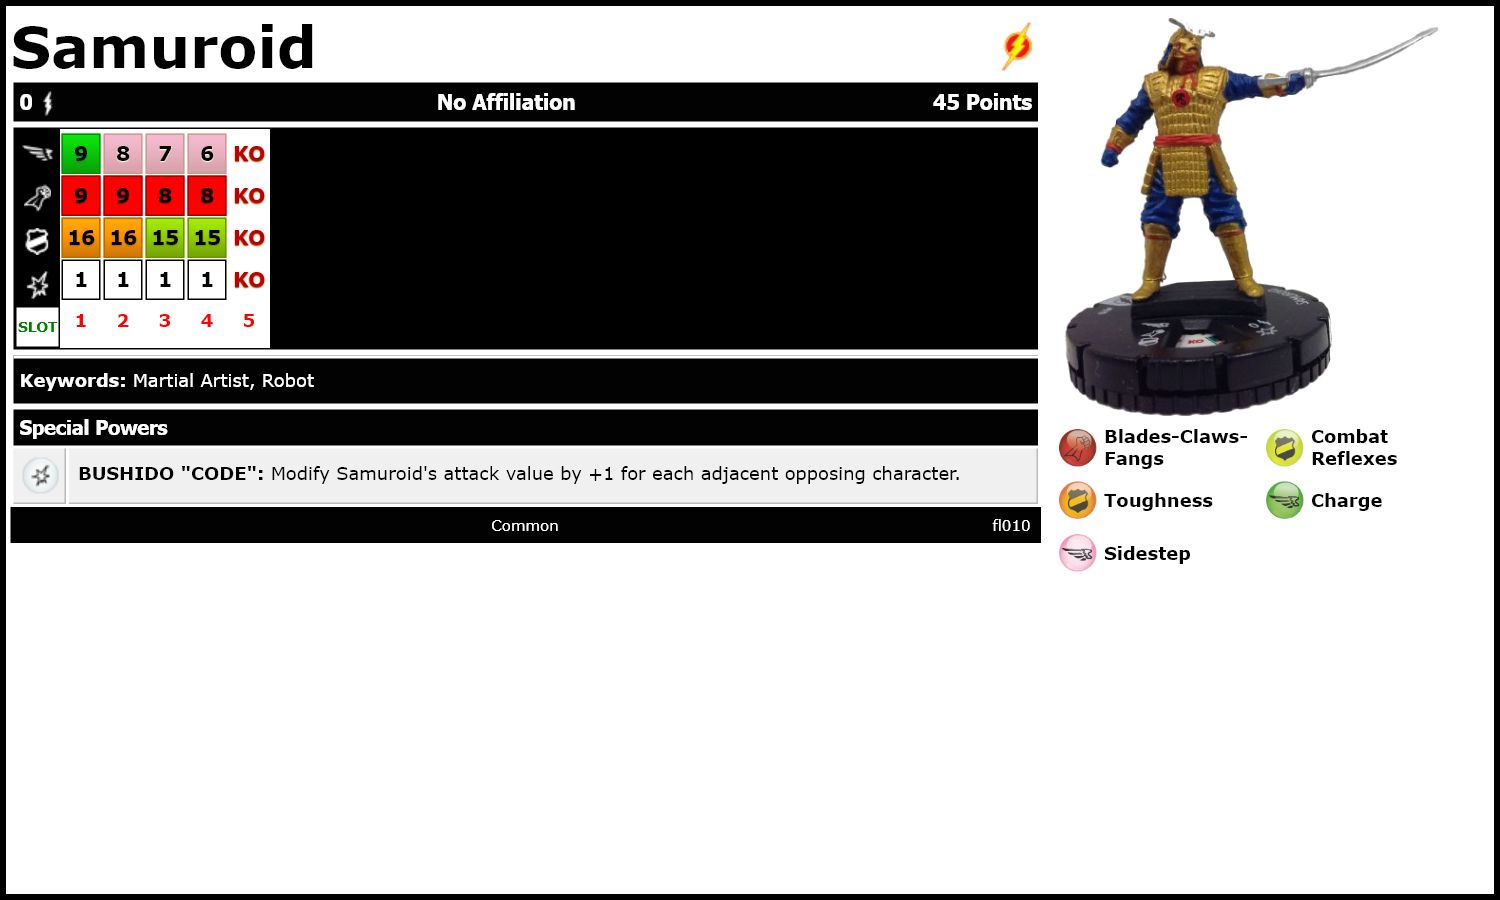 Samuroid
0 No Affiliation 45 Points
9 8 7 6 KO
9 9 8 8 KO
16 16 15 15 KO
1 1 1 1 KO
SLOT 1 2 3 4 5
Keywords: Martial Artist, Robot
Special Powers
BUSHIDO "CODE": Modify Samuroid's attack value by +1 for each adjacent opposing character.
Common fl010
KO
Blades-Claws-
Fangs
Combat
Reflexes
Toughness
Charge
Sidestep